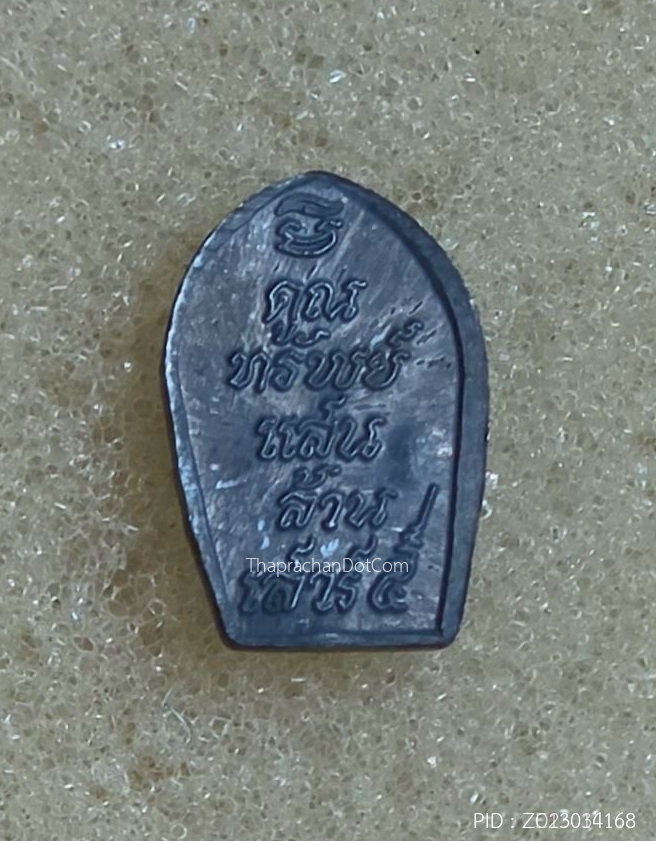 คูณ
ทรัพย์
แสน
ล้าน
เสาร์ ๕
ThaprachanDotCom
PID :